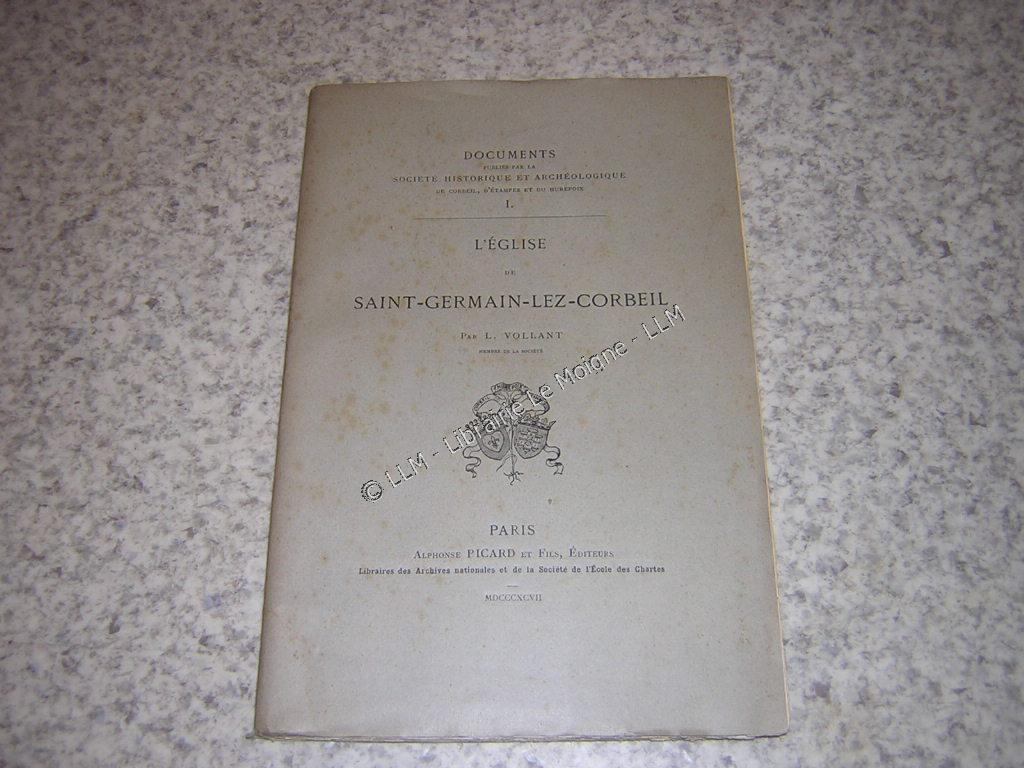 DOCUMENTS
PUBLIÉS PAR LA
SOCIÉTÉ HISTORIQUE ET ARCHÉOLOGIQUE
DE CORBEIL, D'ÉTAMPES ET DU HUREPOIX
I.
L'ÉGLISE
DE
SAINT-GERMAIN-LEZ-CORBEIL
PAR L. VOLLANT
MEMBRE DE LA SOCIÉTÉ
© LLM - Librairie Le Moigne - LLM
PARIS
ALPHONSE PICARD ET FILS, ÉDITEURS
Libraires des Archives nationales et de la Société de l'École des Chartes
MDCCCXCVII